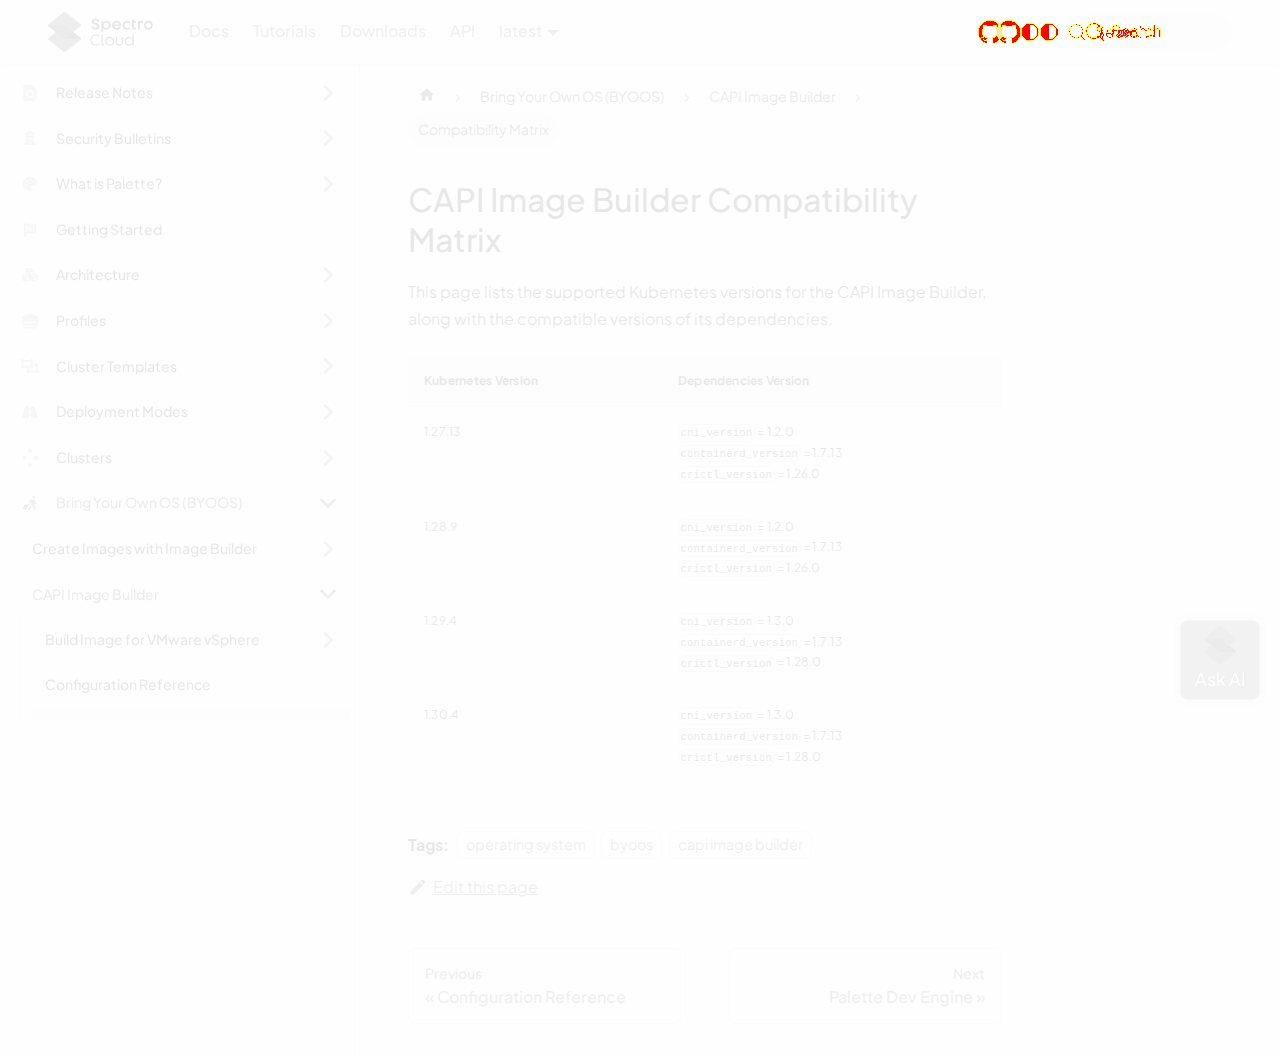 Spectro Cloud
Docs
Tutorials
Downloads
API
latest
Search
Release Notes
Security Bulletins
What is Palette?
Getting Started
Architecture
Profiles
Cluster Templates
Deployment Modes
Clusters
Bring Your Own OS (BYOOS)
Create Images with Image Builder
CAPI Image Builder
Build Image for VMware vSphere
Configuration Reference
Bring Your Own OS (BYOOS)
CAPI Image Builder
Compatibility Matrix
CAPI Image Builder Compatibility
Matrix
This page lists the supported Kubernetes versions for the CAPI Image Builder,
along with the compatible versions of its dependencies.
Kubernetes Version
Dependencies Version
1.27.13
cni_version = 1.2.0
containerd_version = 1.7.13
crictl_version = 1.26.0
1.28.9
cni_version = 1.2.0
containerd_version = 1.7.13
crictl_version = 1.26.0
1.29.4
cni_version = 1.3.0
containerd_version = 1.7.13
crictl_version = 1.28.0
1.30.4
cni_version = 1.3.0
containerd_version = 1.7.13
crictl_version = 1.28.0
Tags:
operating system
byoos
capi image builder
Edit this page
Previous
« Configuration Reference
Next
Palette Dev Engine »
Ask AI